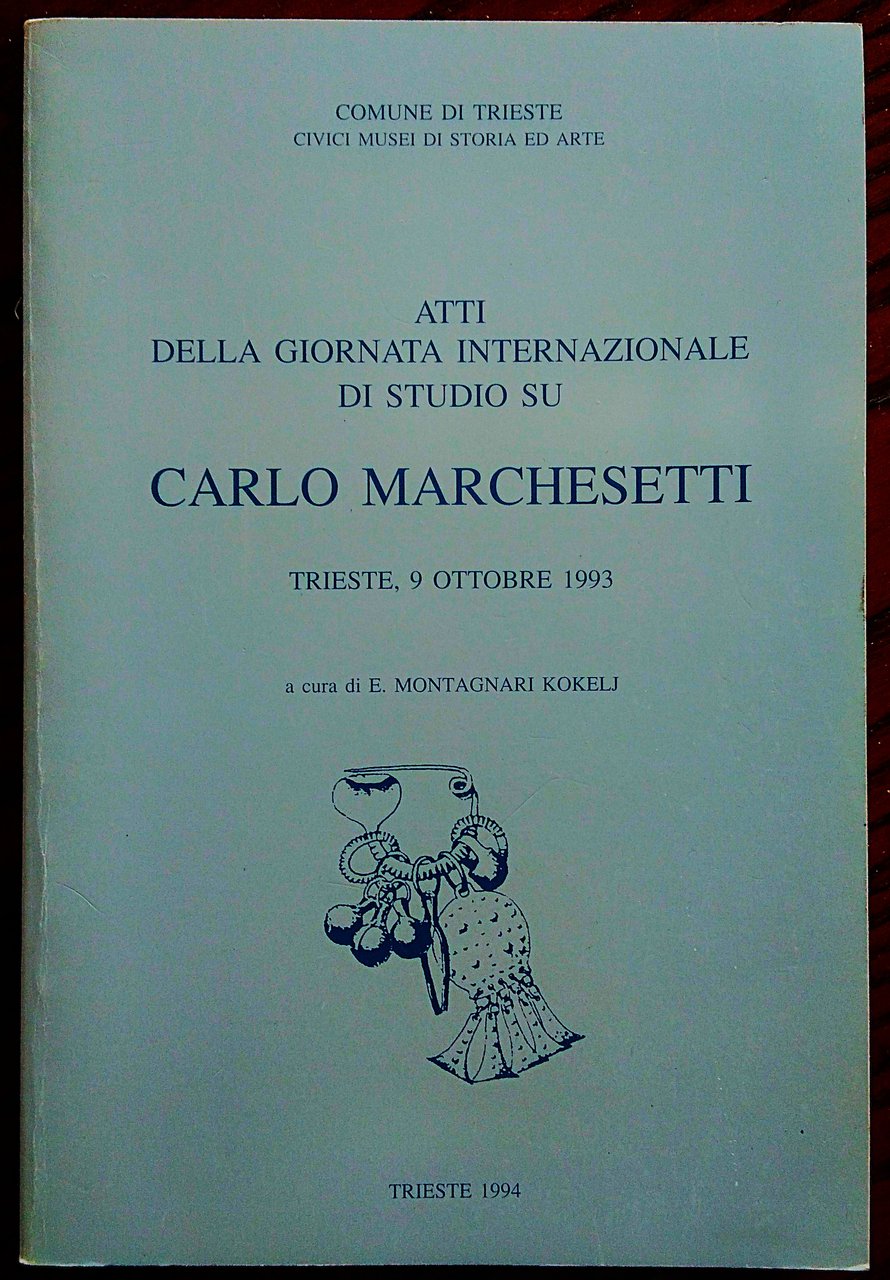 COMUNE DI TRIESTE
CIVICI MUSEI DI STORIA ED ARTE
ATTI
DELLA GIORNATA INTERNAZIONALE
DI STUDIO SU
CARLO MARCHESETTI
TRIESTE, 9 OTTOBRE 1993
a cura di E. MONTAGNARI KOKELJ
TRIESTE 1994